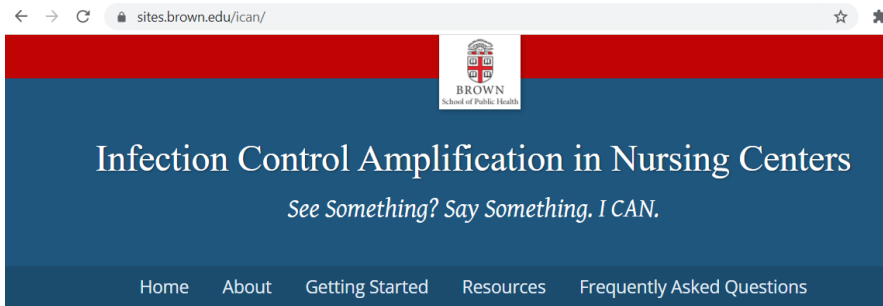 sites.brown.edu/ican/
BROWN
School of Public Health
Infection Control Amplification in Nursing Centers
See Something? Say Something. I CAN.
Home About Getting Started Resources Frequently Asked Questions